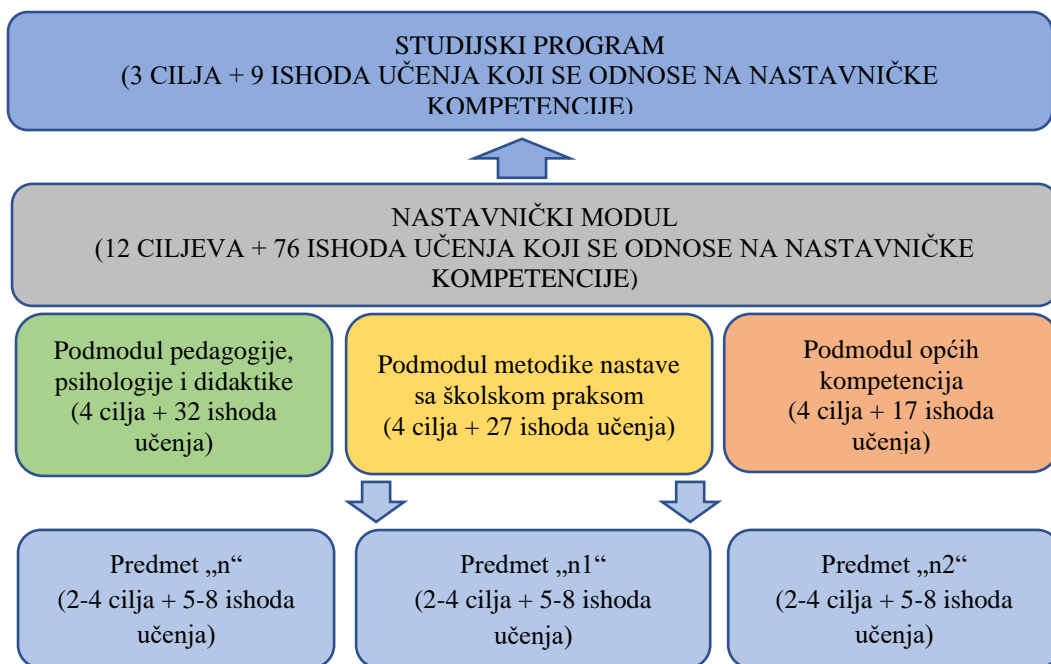 STUDIJSKI PROGRAM
(3 CILJA + 9 ISHODA UČENJA KOJI SE ODNOSE NA NASTAVNIČKE
KOMPETENCIJE)
NASTAVNIČKI MODUL
(12 CILJEVA + 76 ISHODA UČENJA KOJI SE ODNOSE NA NASTAVNIČKE
KOMPETENCIJE)
Podmodul pedagogije,
psihologije i didaktike
(4 cilja + 32 ishoda
učenja)
Podmodul metodike nastave
sa školskom praksom
(4 cilja + 27 ishoda učenja)
Podmodul općih
kompetencija
(4 cilja + 17 ishoda
učenja)
Predmet „n“
(2-4 cilja + 5-8 ishoda
učenja)
Predmet „n1“
(2-4 cilja + 5-8 ishoda
učenja)
Predmet „n2“
(2-4 cilja + 5-8 ishoda
učenja)